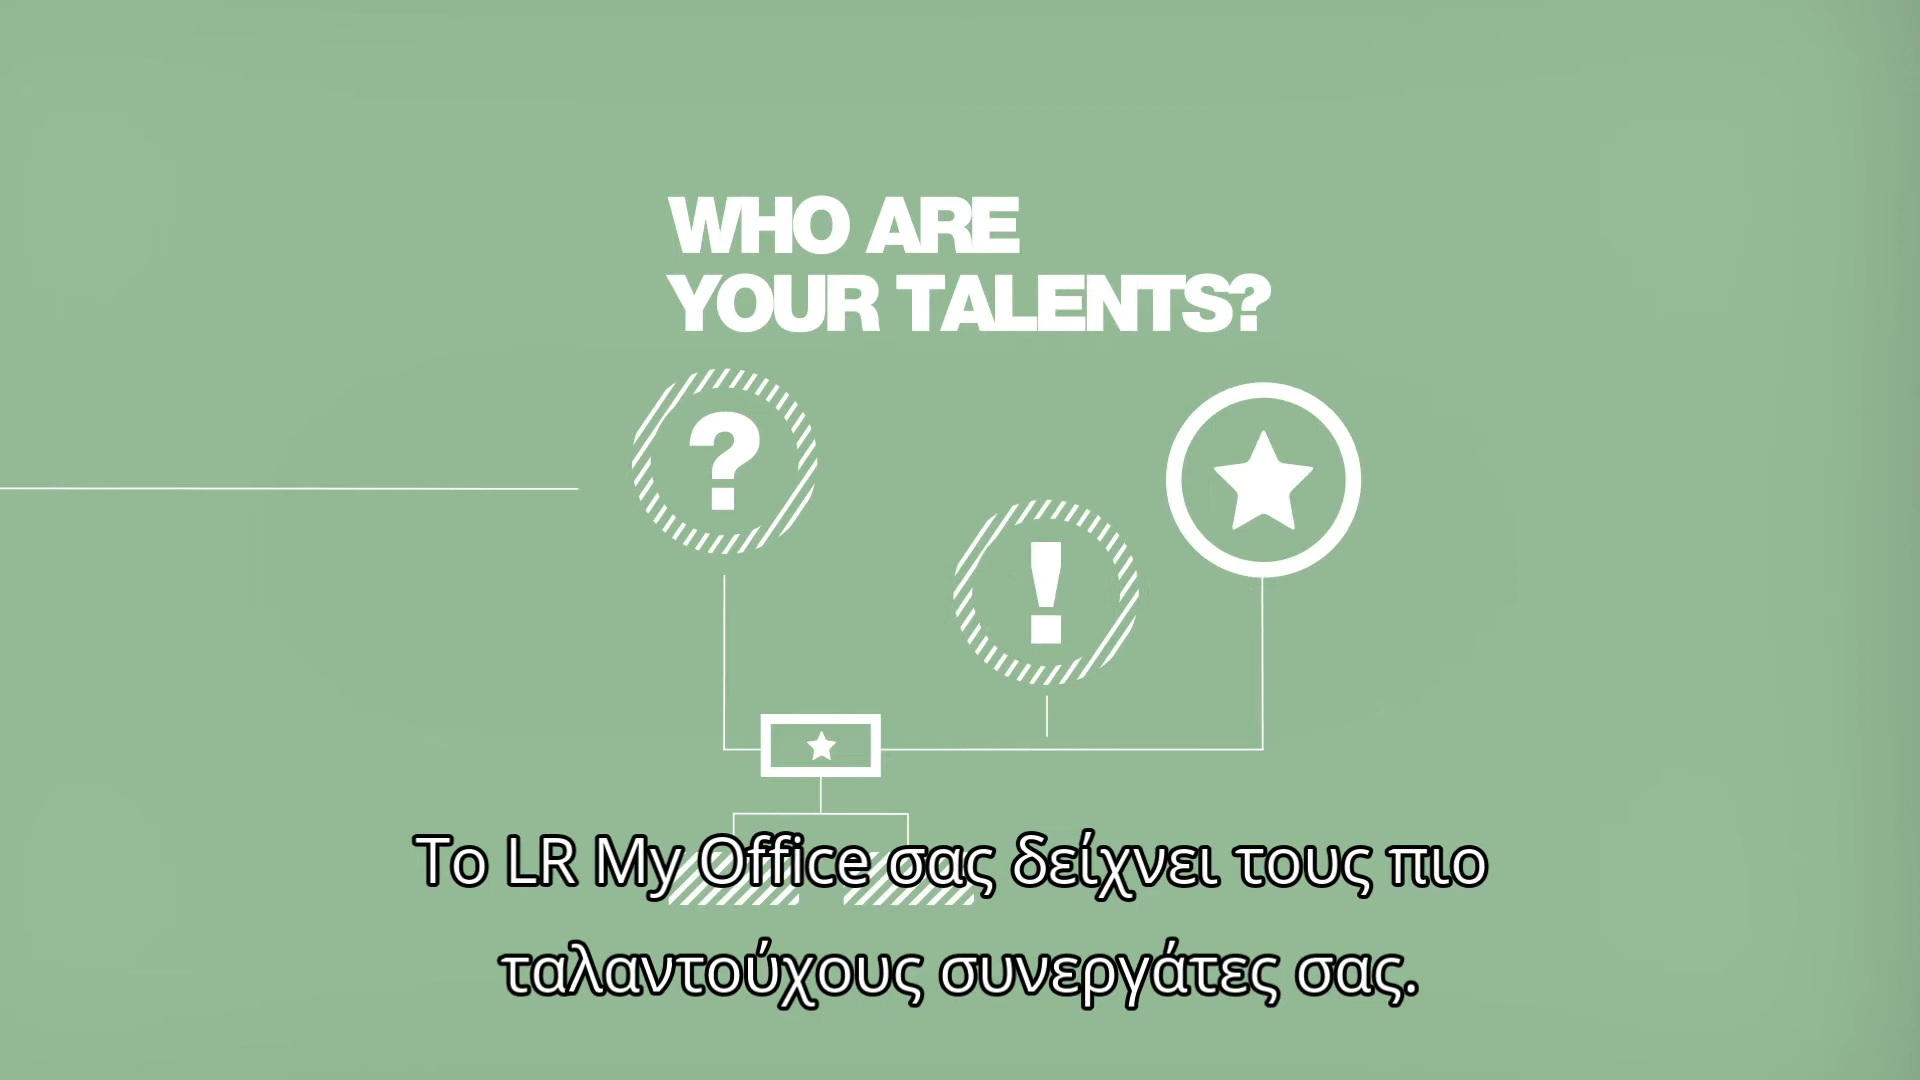 WHO ARE
YOUR TALENTS?
?
!
Το LR My Office σας δείχνει τους πιο
ταλαντούχους συνεργάτες σας.